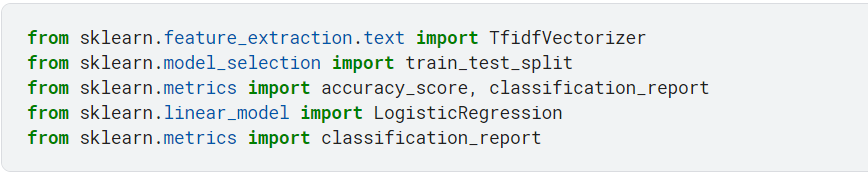 from sklearn.feature_extraction.text import TfidfVectorizer
from sklearn.model_selection import train_test_split
from sklearn.metrics import accuracy_score, classification_report
from sklearn.linear_model import LogisticRegression
from sklearn.metrics import classification_report